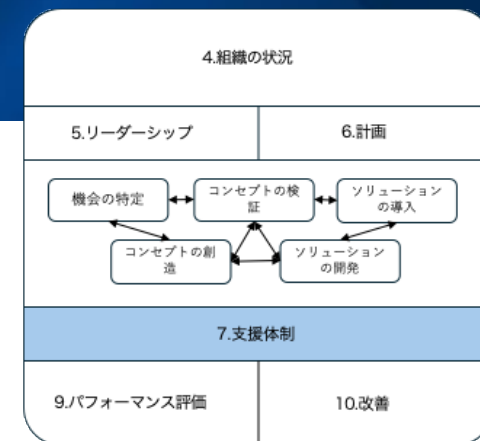 4.組織の状況
5.リーダーシップ
6.計画
機会の特定
コンセプトの検
証
ソリューション
の導入
コンセプトの創
造
ソリューション
の開発
7.支援体制
9.パフォーマンス評価
10.改善